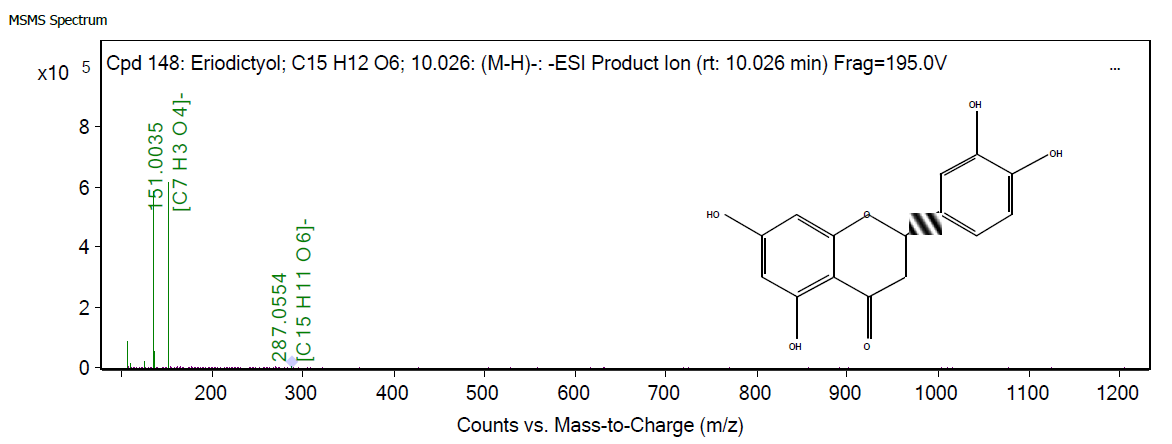 MSMS Spectrum
x10 5
Cpd 148: Eriodictyol; C15 H12 O6; 10.026: (M-H)-: -ESI Product Ion (rt: 10.026 min) Frag=195.0V
...
8
6
4
2
0
151.0035
[C7 H3 O4]-
287.0554
[C15 H11 O6]-
OH
OH
HO
O
OH
O
200 300 400 500 600 700 800 900 1000 1100 1200
Counts vs. Mass-to-Charge (m/z)